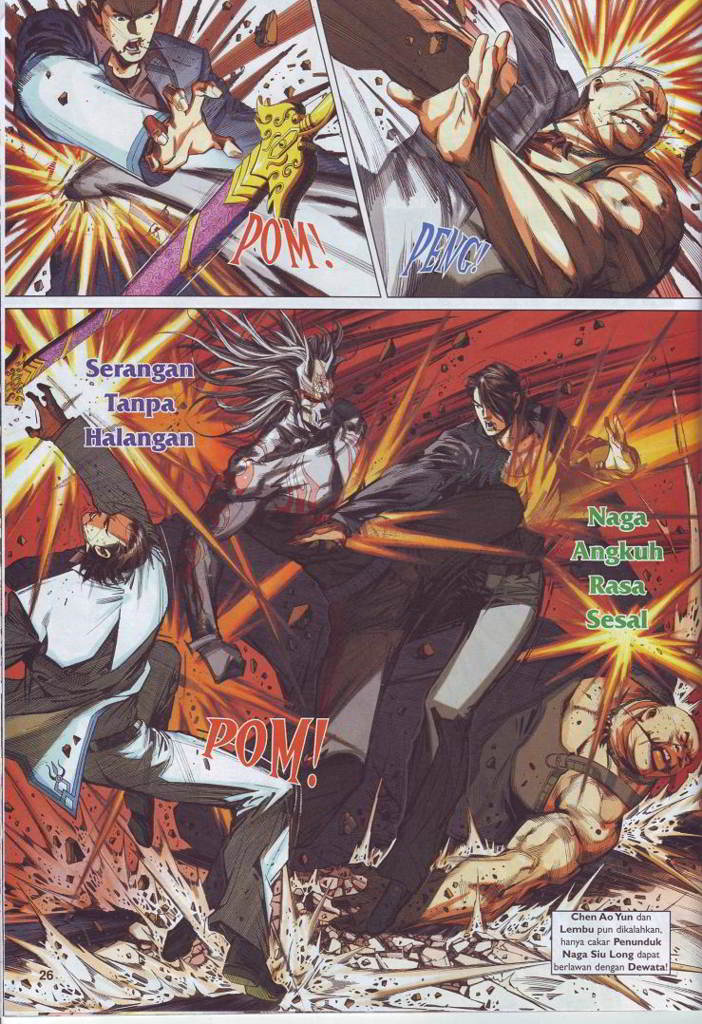 POM!
PENG!
Serangan
Tanpa
Halangan
Naga
Angkuh
Rasa
Sesal
POM!
Chen Ao Yun dan
Lembu pun dikalahkan,
hanya cakar Penunduk
Naga Siu Long dapat
berlawan dengan Dewata!
26